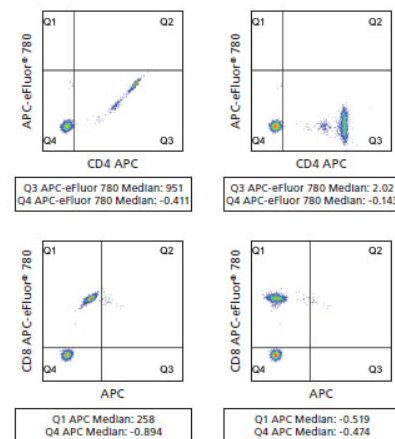 Q1 Q2
APC-eFluor® 780
Q4 Q3
CD4 APC
Q3 APC-eFluor 780 Median: 951
Q4 APC-eFluor 780 Median: -0.411
Q1 Q2
APC-eFluor® 780
Q4 Q3
CD4 APC
Q3 APC-eFluor 780 Median: 2.02
Q4 APC-eFluor 780 Median: -0.143
Q1 Q2
CD8 APC-eFluor® 780
Q4 Q3
APC
Q1 APC Median: 258
Q4 APC Median: -0.894
Q1 Q2
CD8 APC-eFluor® 780
Q4 Q3
APC
Q1 APC Median: -0.519
Q4 APC Median: -0.474